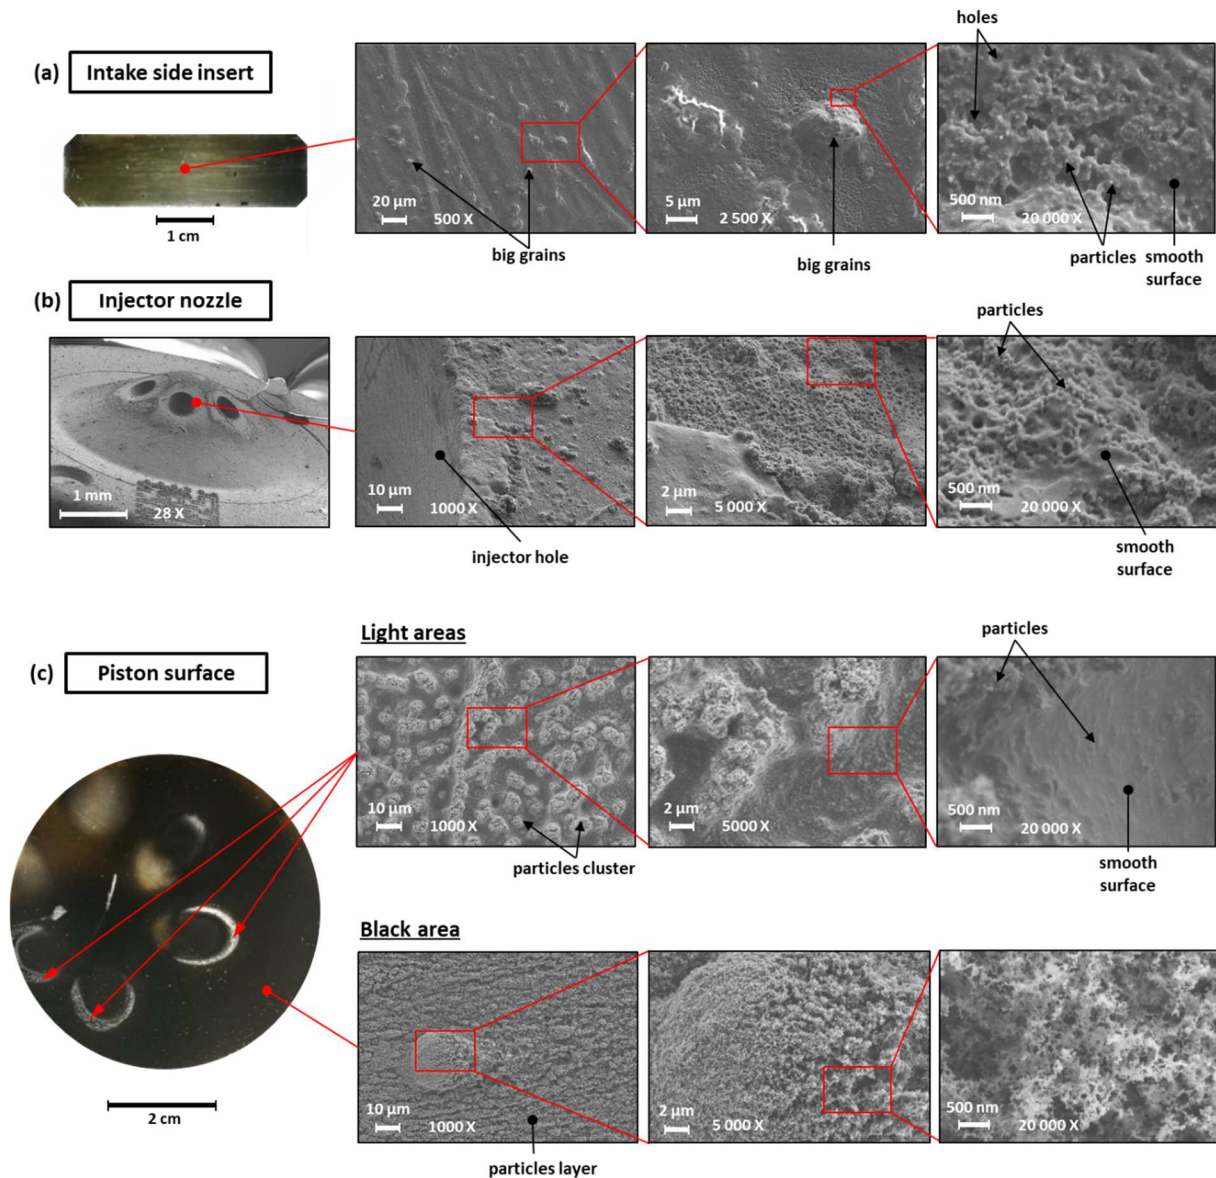 (a) Intake side insert
1 cm
20 µm 500 X
big grains
5 µm 2 500 X
big grains
holes
500 nm 20 000 X
particles smooth
surface
(b) Injector nozzle
1 mm 28 X
10 µm 1000 X
injector hole
2 µm 5 000 X
particles
500 nm 20 000 X
smooth
surface
(c) Piston surface
2 cm
Light areas
10 µm 1000 X
particles cluster
2 µm 5000 X
particles
500 nm 20 000 X
smooth
surface
Black area
10 µm 1000 X
particles layer
2 µm 5 000 X
500 nm 20 000 X